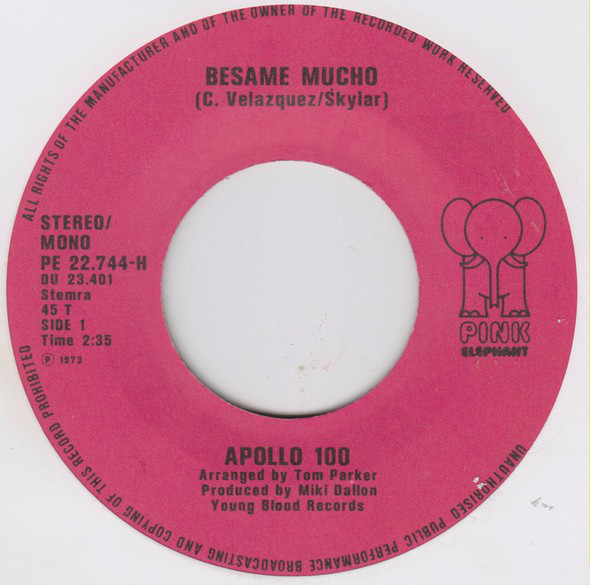 ALL RIGHTS OF THE MANUFACTURER AND OF THE OWNER OF THE RECORDED WORK RESERVED
BESAME MUCHO
(C. Velazquez/Skylar)
STEREO/
MONO
PE 22.744-H
DU 23.401
Stemra
45 T
SIDE 1
Time 2:35
Ⓟ 1973
PINK
ELEPHANT
APOLLO 100
Arranged by Tom Parker
Produced by Miki Dallon
Young Blood Records
UNAUTHORISED PUBLIC PERFORMANCE BROADCASTING AND COPYING OF THIS RECORD PROHIBITED